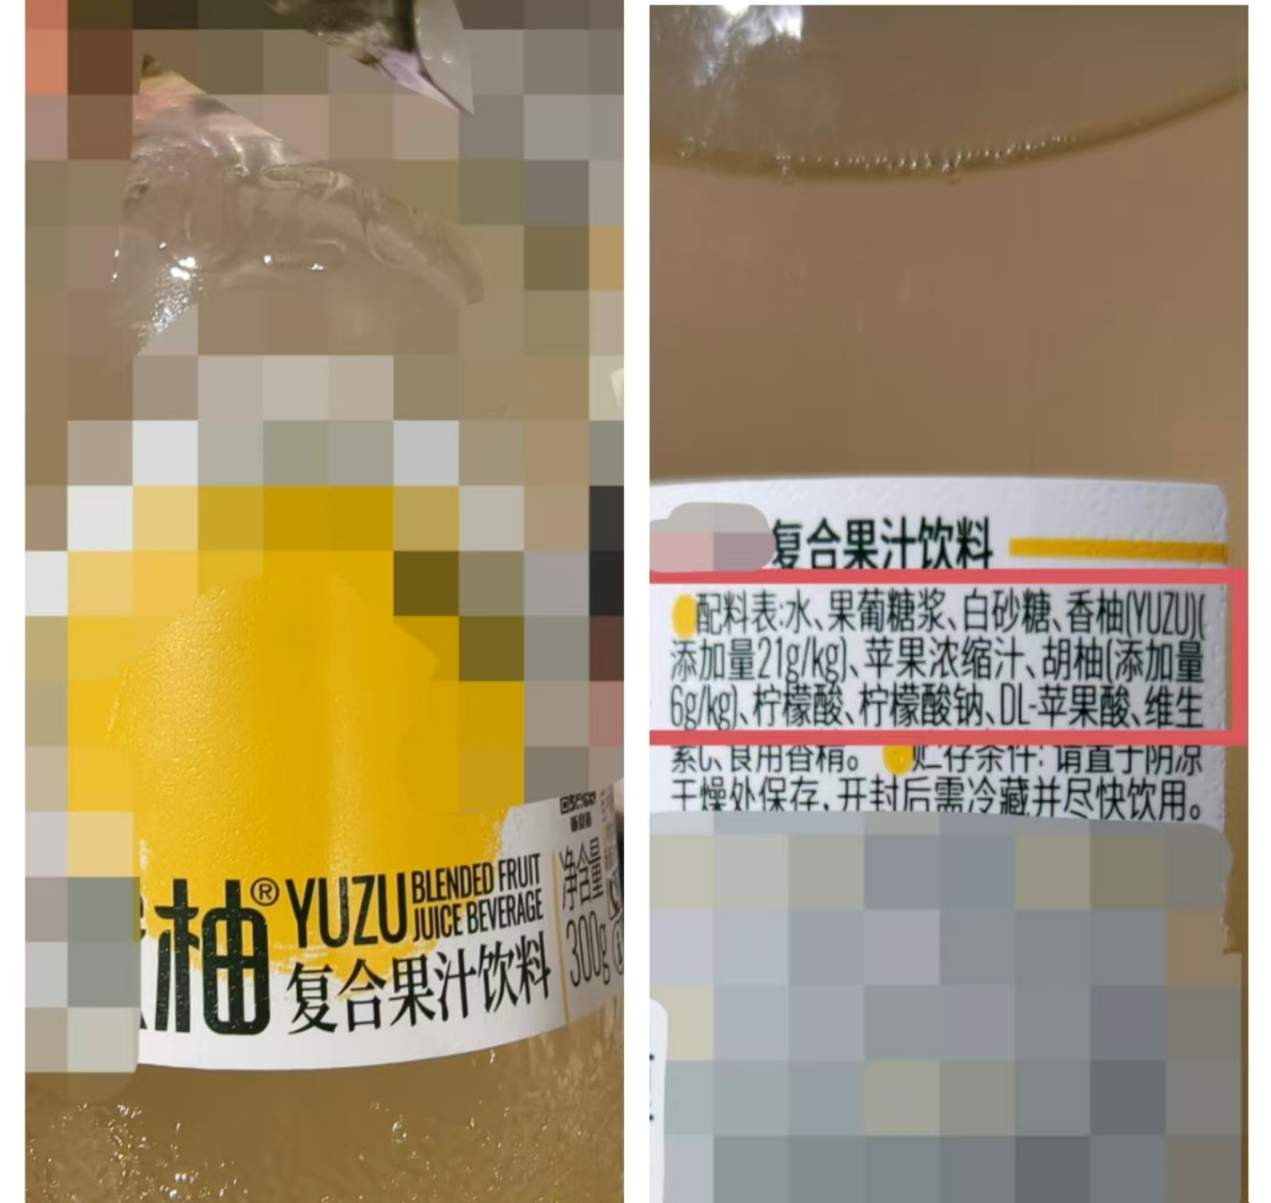 柚® YUZU BLENDED FRUIT
JUICE BEVERAGE
复合果汁饮料
净含量
300g
复合果汁饮料
配料表:水、果葡糖浆、白砂糖、香柚(YUZU)(
添加量21g/kg)、苹果浓缩汁、胡柚(添加量
6g/kg)、柠檬酸、柠檬酸钠、DL-苹果酸、维生
素C、食用香精。 贮存条件: 请置于阴凉
干燥处保存,开封后需冷藏并尽快饮用。